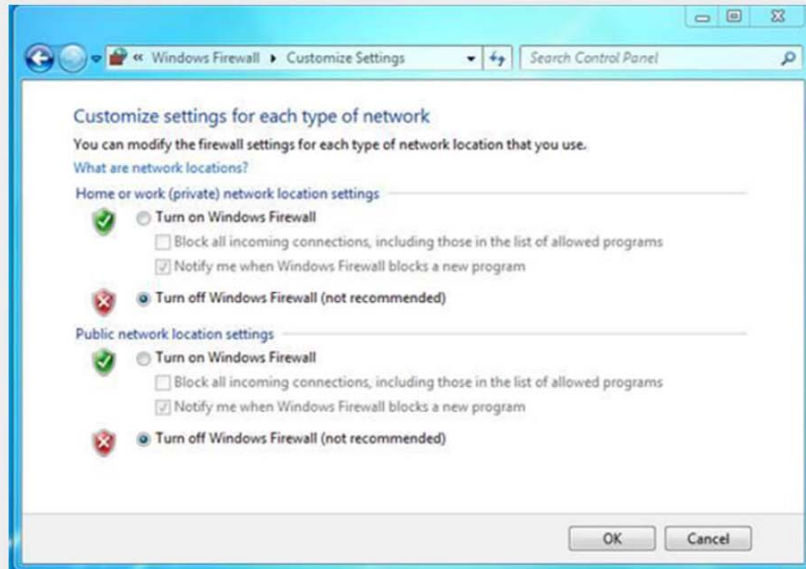 « Windows Firewall ▸ Customize Settings
Search Control Panel
Customize settings for each type of network
You can modify the firewall settings for each type of network location that you use.
What are network locations?
Home or work (private) network location settings
Turn on Windows Firewall
Block all incoming connections, including those in the list of allowed programs
Notify me when Windows Firewall blocks a new program
Turn off Windows Firewall (not recommended)
Public network location settings
Turn on Windows Firewall
Block all incoming connections, including those in the list of allowed programs
Notify me when Windows Firewall blocks a new program
Turn off Windows Firewall (not recommended)
OK Cancel